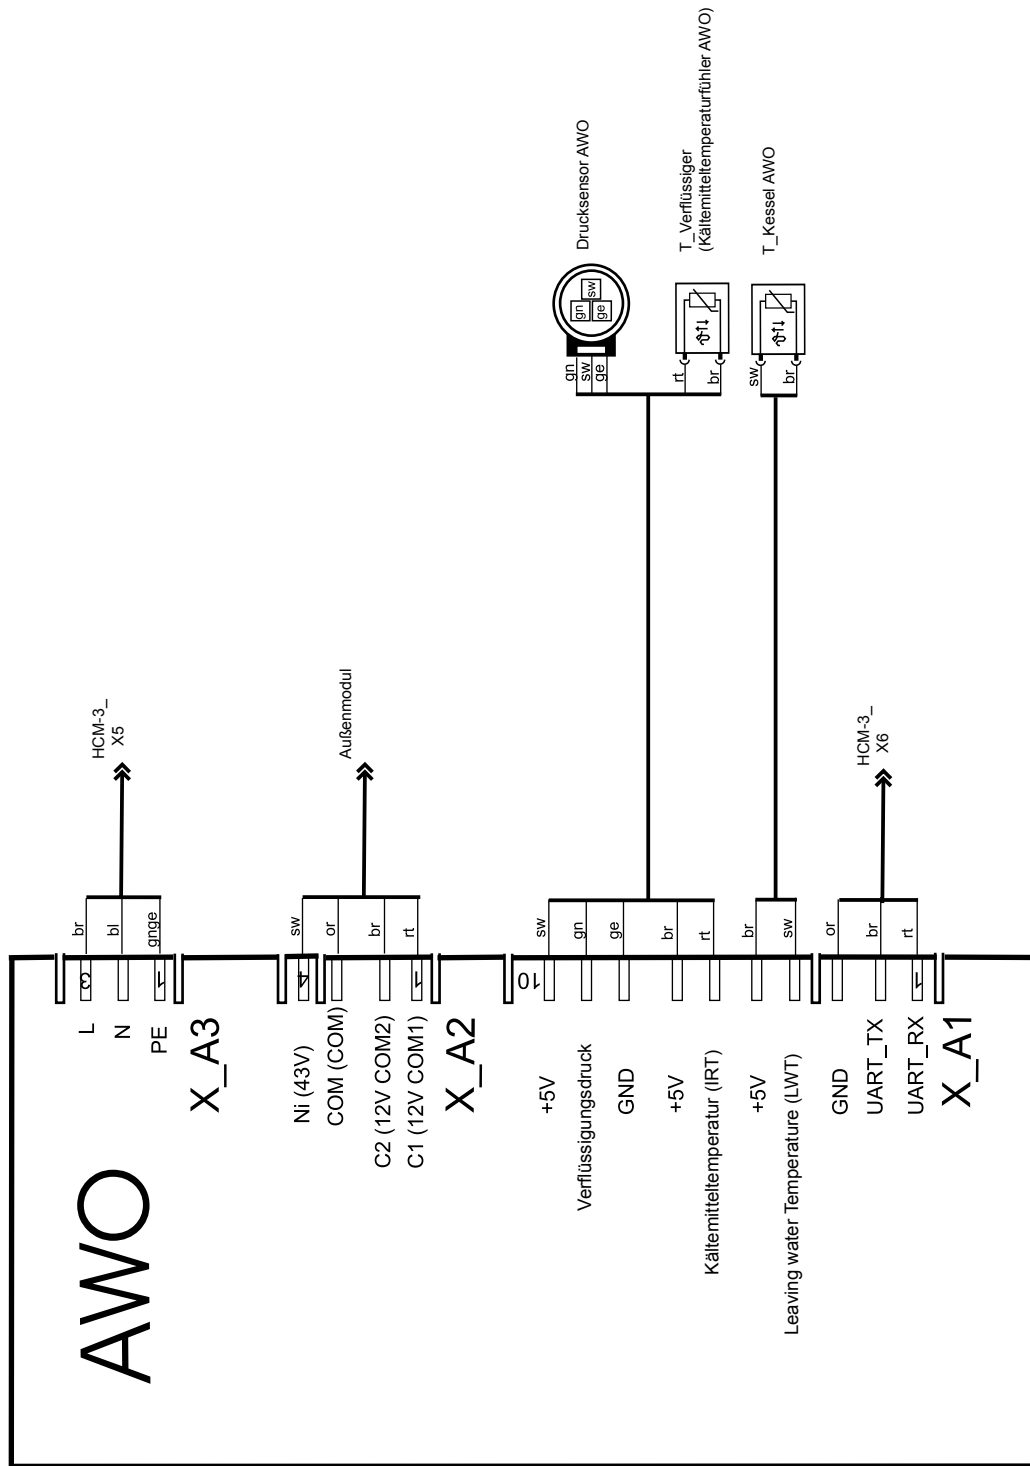 AWO
X_A3
L
N
PE
3
1
br
bl
gnge
HCM-3_
X5
X_A2
Ni (43V)
COM (COM)
C2 (12V COM2)
C1 (12V COM1)
4
1
sw
or
br
rt
Außenmodul
X_A1
+5V
Verflüssigungsdruck
GND
+5V
Kältemitteltemperatur (IRT)
+5V
Leaving water Temperature (LWT)
GND
UART_TX
UART_RX
10
1
sw
gn
ge
br
rt
br
sw
or
br
rt
HCM-3_
X6
gn
sw
ge
gn
sw
ge
Drucksensor AWO
rt
br
T_Verflüssiger
(Kältemitteltemperaturfühler AWO)
sw
br
T_Kessel AWO